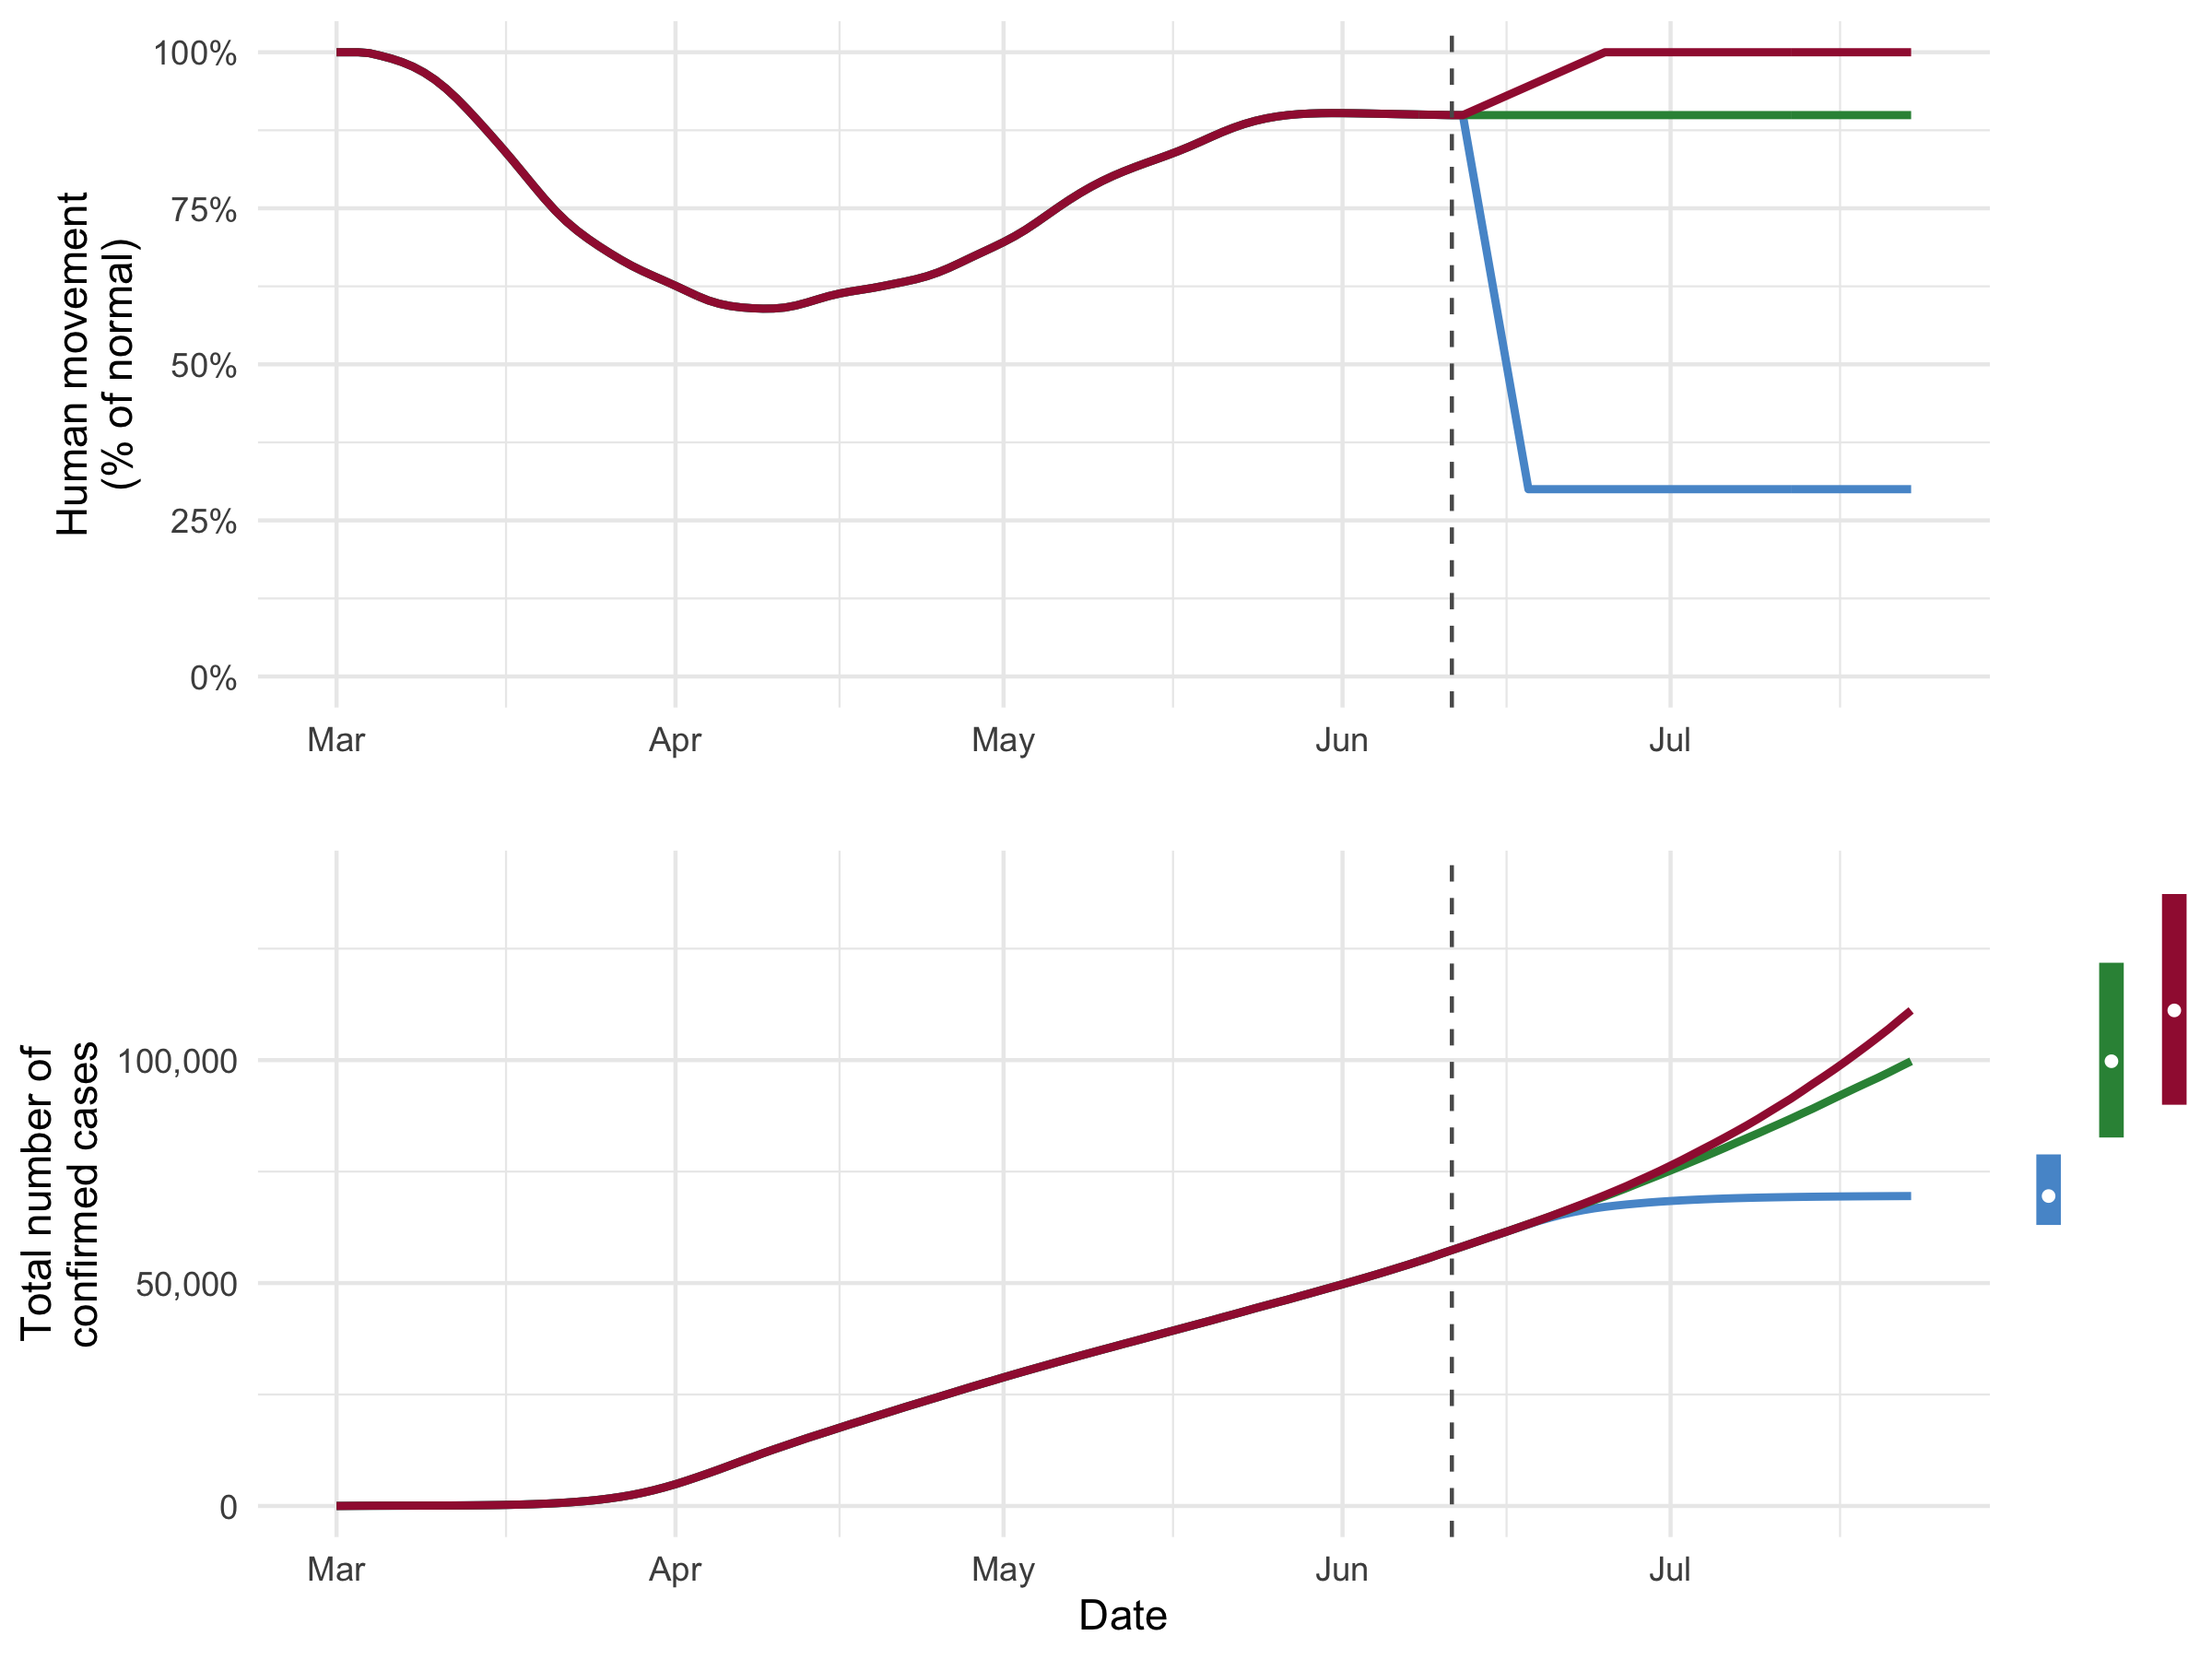 Human movement
(% of normal)
100%
75%
50%
25%
0%
Mar Apr May Jun Jul
Total number of
confirmed cases
100,000
50,000
0
Mar Apr May Jun Jul
Date